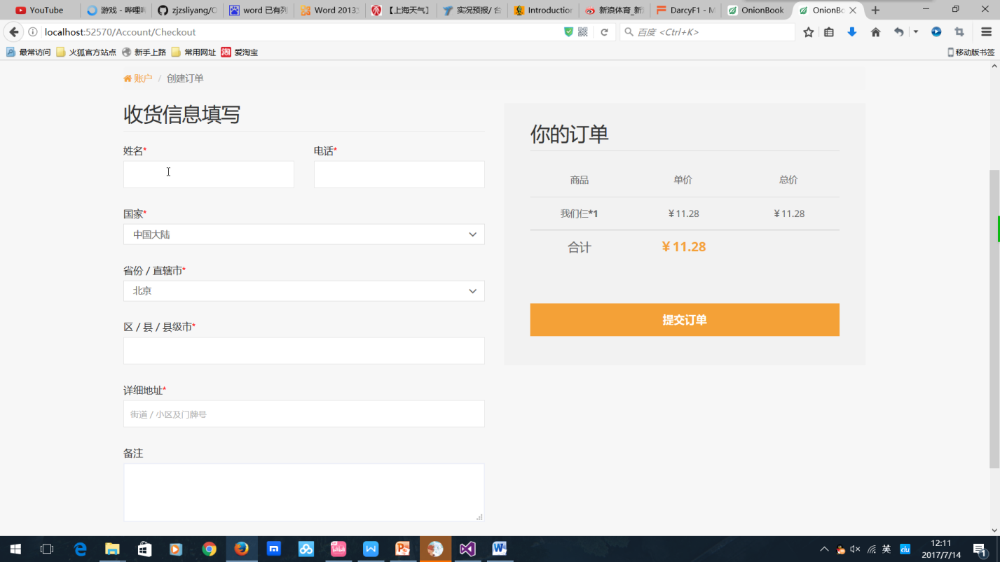 YouTube
游戏 - 哔哩哔
zjzsliyang/O
word 已有列
Word 2013
【上海天气】
实况预报/ 台
Introduction
新浪体育_新
DarcyF1 - M
OnionBook
OnionBo
localhost:52570/Account/Checkout
百度 <Ctrl+K>
最常访问
火狐官方站点
新手上路
常用网址
爱淘宝
移动版书签
账户 / 创建订单
收货信息填写
姓名*
电话*
国家*
中国大陆
省份 / 直辖市*
北京
区 / 县 / 县级市*
详细地址*
街道 / 小区及门牌号
备注
你的订单
商品 单价 总价
我们仨*1 ¥11.28 ¥11.28
合计 ¥11.28
提交订单
英
du
12:11
2017/7/14
1